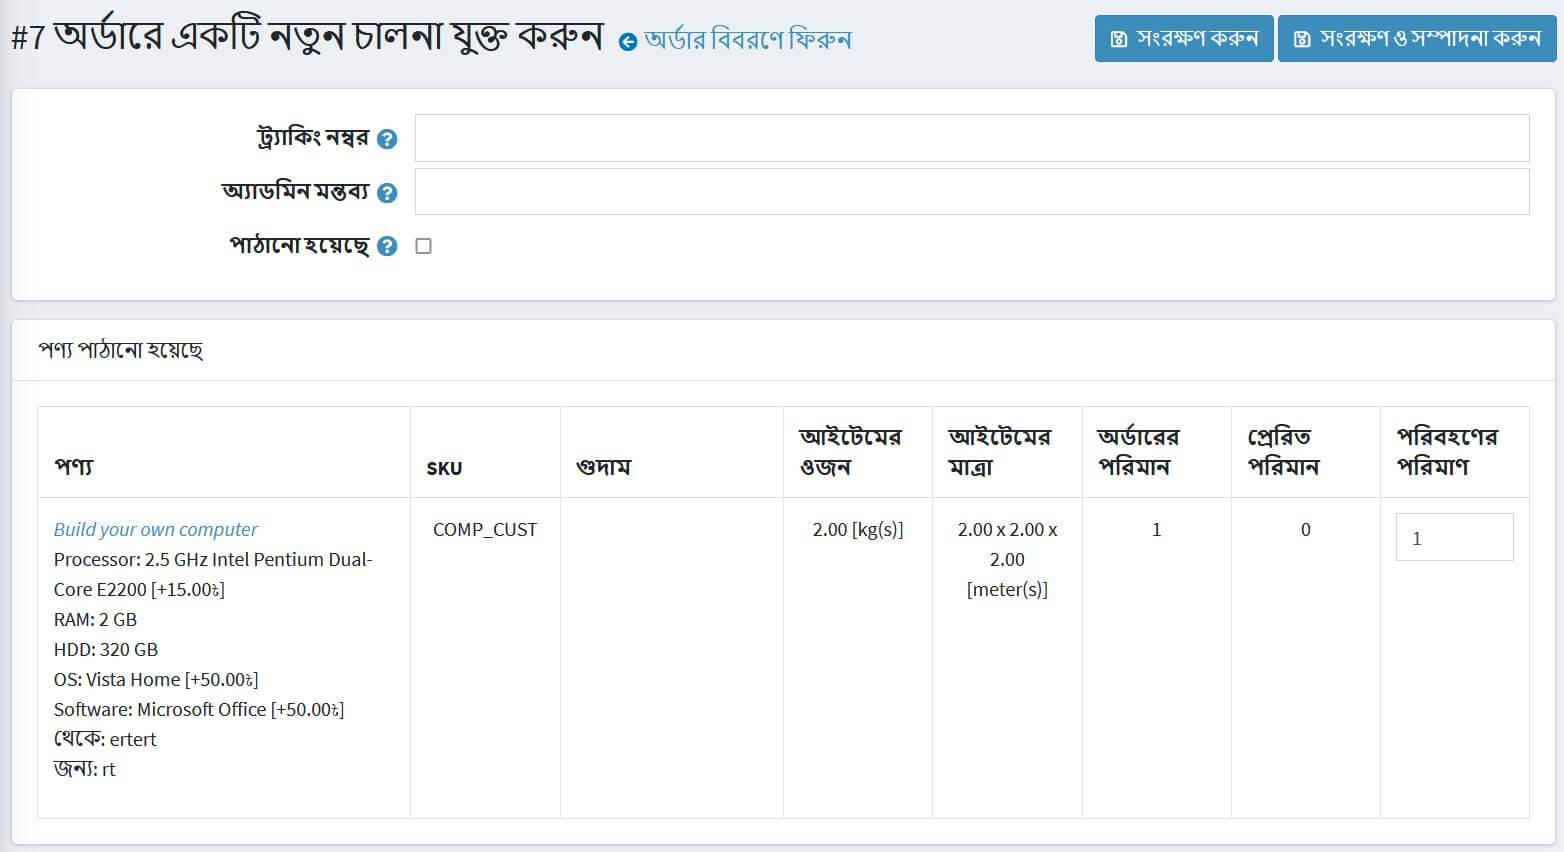 #7 অর্ডারে একটি নতুন চালনা যুক্ত করুন অর্ডার বিবরণে ফিরুন
সংরক্ষণ করুন
সংরক্ষণ ও সম্পাদনা করুন
ট্র্যাকিং নম্বর
অ্যাডমিন মন্তব্য
পাঠানো হয়েছে
পণ্য পাঠানো হয়েছে
পণ্য
SKU
গুদাম
আইটেমের
ওজন
আইটেমের
মাত্রা
অর্ডারের
পরিমান
প্রেরিত
পরিমান
পরিবহণের
পরিমাণ
Build your own computer
Processor: 2.5 GHz Intel Pentium Dual-
Core E2200 [+15.00৳]
RAM: 2 GB
HDD: 320 GB
OS: Vista Home [+50.00৳]
Software: Microsoft Office [+50.00৳]
থেকে: ertert
জন্য: rt
COMP_CUST
2.00 [kg(s)]
2.00 x 2.00 x
2.00
[meter(s)]
1
0
1